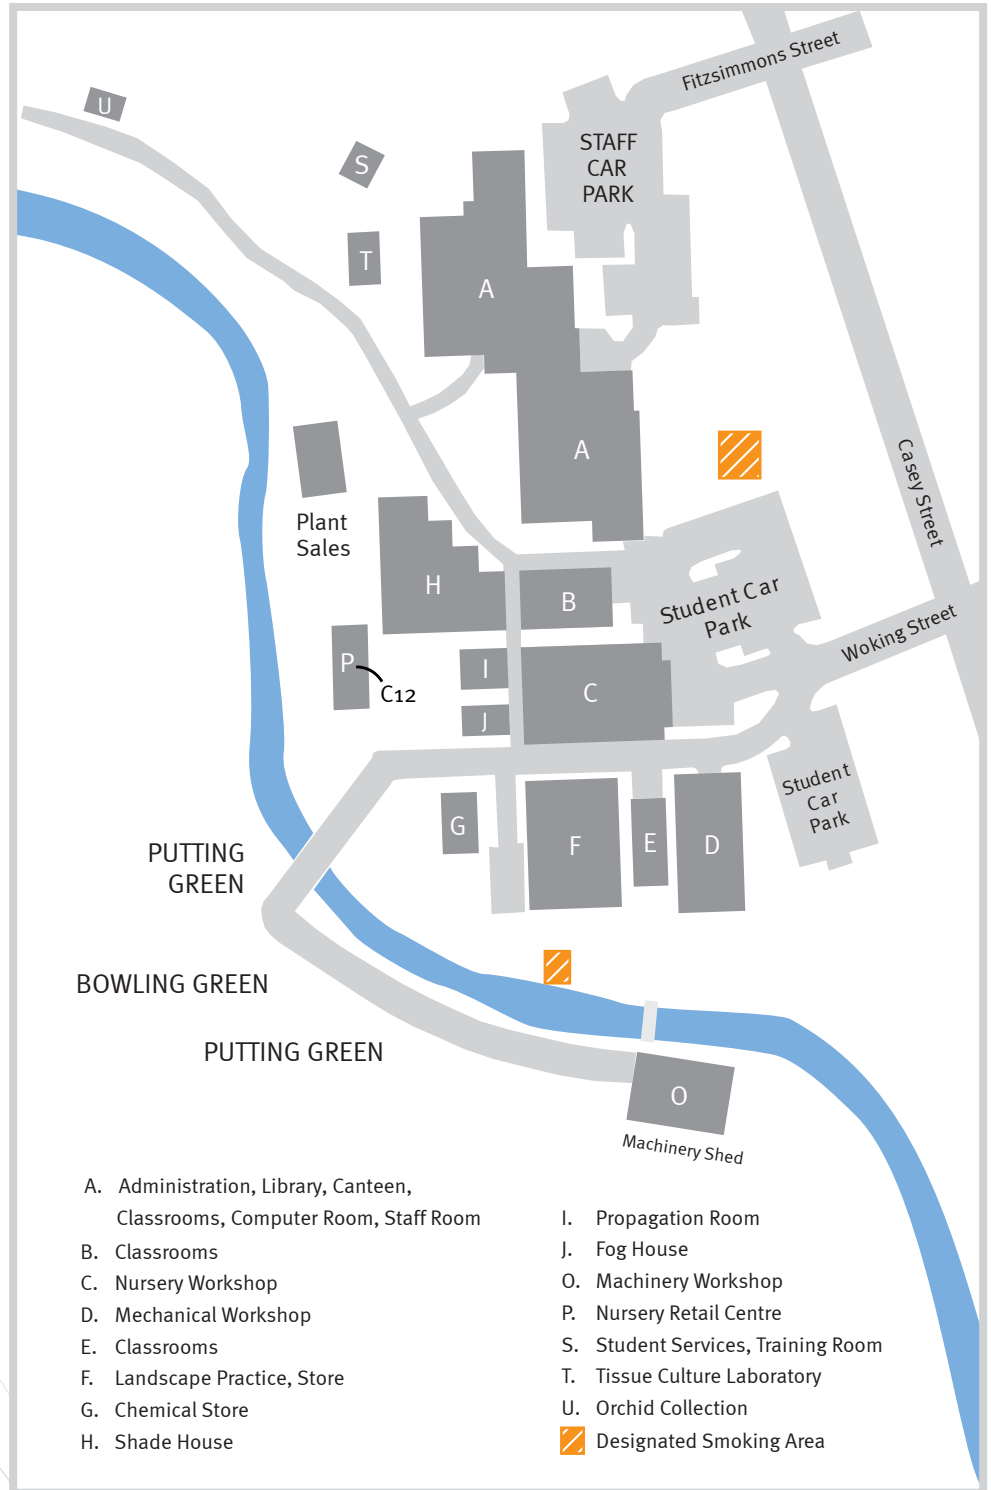 Fitzsimmons Street
U
STAFF
CAR
PARK
S
T
A
A
Casey Street
Plant
Sales
H
B
Student Car
Park
Woking Street
P
C12
I
C
J
Student
Car
Park
G
F
E
D
PUTTING
GREEN
BOWLING GREEN
PUTTING GREEN
O
Machinery Shed
A. Administration, Library, Canteen,
Classrooms, Computer Room, Staff Room
B. Classrooms
C. Nursery Workshop
D. Mechanical Workshop
E. Classrooms
F. Landscape Practice, Store
G. Chemical Store
H. Shade House
I. Propagation Room
J. Fog House
O. Machinery Workshop
P. Nursery Retail Centre
S. Student Services, Training Room
T. Tissue Culture Laboratory
U. Orchid Collection
Designated Smoking Area